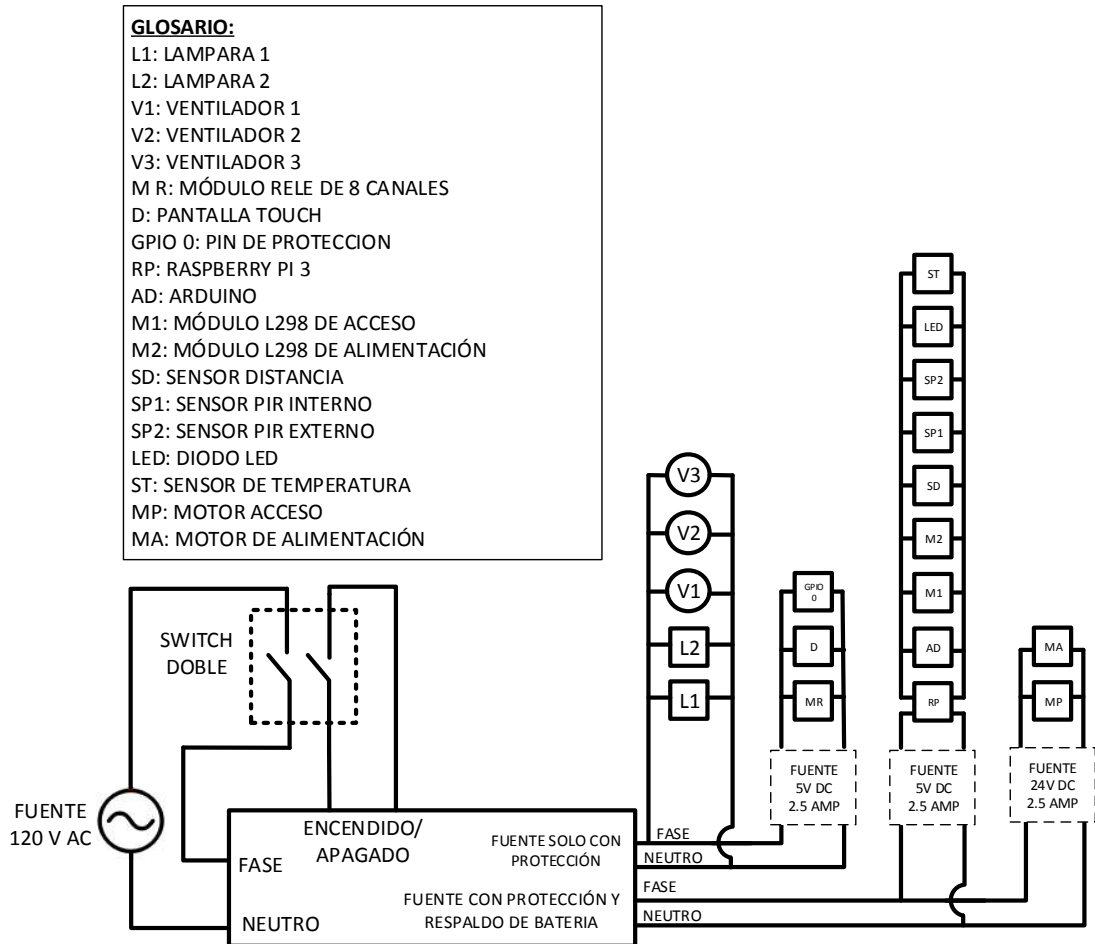 GLOSARIO:
L1: LAMPARA 1
L2: LAMPARA 2
V1: VENTILADOR 1
V2: VENTILADOR 2
V3: VENTILADOR 3
M R: MÓDULO RELE DE 8 CANALES
D: PANTALLA TOUCH
GPIO 0: PIN DE PROTECCION
RP: RASPBERRY PI 3
AD: ARDUINO
M1: MÓDULO L298 DE ACCESO
M2: MÓDULO L298 DE ALIMENTACIÓN
SD: SENSOR DISTANCIA
SP1: SENSOR PIR INTERNO
SP2: SENSOR PIR EXTERNO
LED: DIODO LED
ST: SENSOR DE TEMPERATURA
MP: MOTOR ACCESO
MA: MOTOR DE ALIMENTACIÓN
SWITCH
DOBLE
FUENTE
120 V AC
ENCENDIDO/
APAGADO
FASE
NEUTRO
FUENTE SOLO CON
PROTECCIÓN
FUENTE CON PROTECCIÓN Y
RESPALDO DE BATERIA
FASE
NEUTRO
FASE
NEUTRO
V3
V2
V1
L2
L1
GPIO
0
D
MR
FUENTE
5V DC
2.5 AMP
ST
LED
SP2
SP1
SD
M2
M1
AD
RP
FUENTE
5V DC
2.5 AMP
MA
MP
FUENTE
24V DC
2.5 AMP